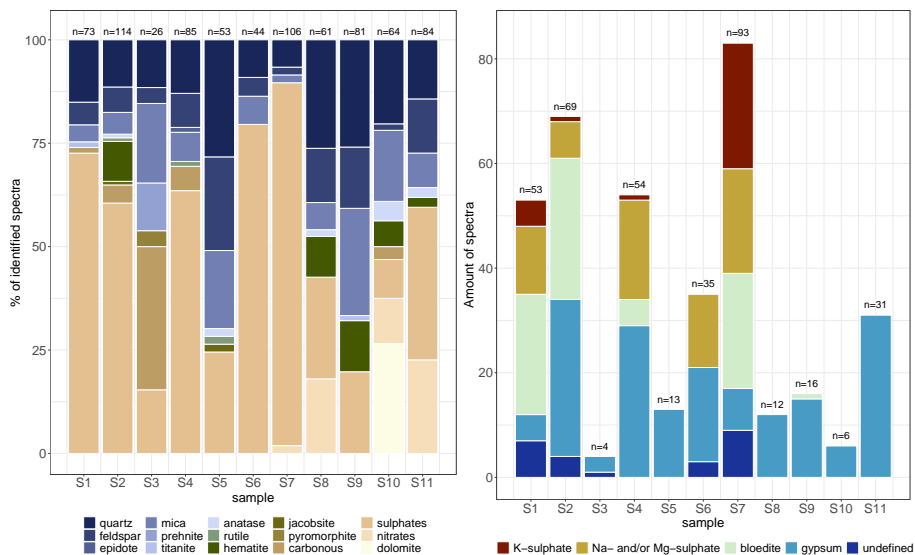 n=73 n=114 n=26 n=85 n=53 n=44 n=106 n=61 n=81 n=64 n=84
100
75
50
25
0
% of identified spectra
S1 S2 S3 S4 S5 S6 S7 S8 S9 S10 S11
sample
quartz mica anatase jacobsite sulphates
feldspar prehnite rutile pyromorphite nitrates
epidote titanite hematite carbonous dolomite
n=93
80
n=69
60
n=53 n=54
40
n=35
n=31
20
n=16
n=13 n=12
n=6
n=4
0
Amount of spectra
S1 S2 S3 S4 S5 S6 S7 S8 S9 S10 S11
sample
K−sulphate Na− and/or Mg−sulphate bloedite gypsum undefined